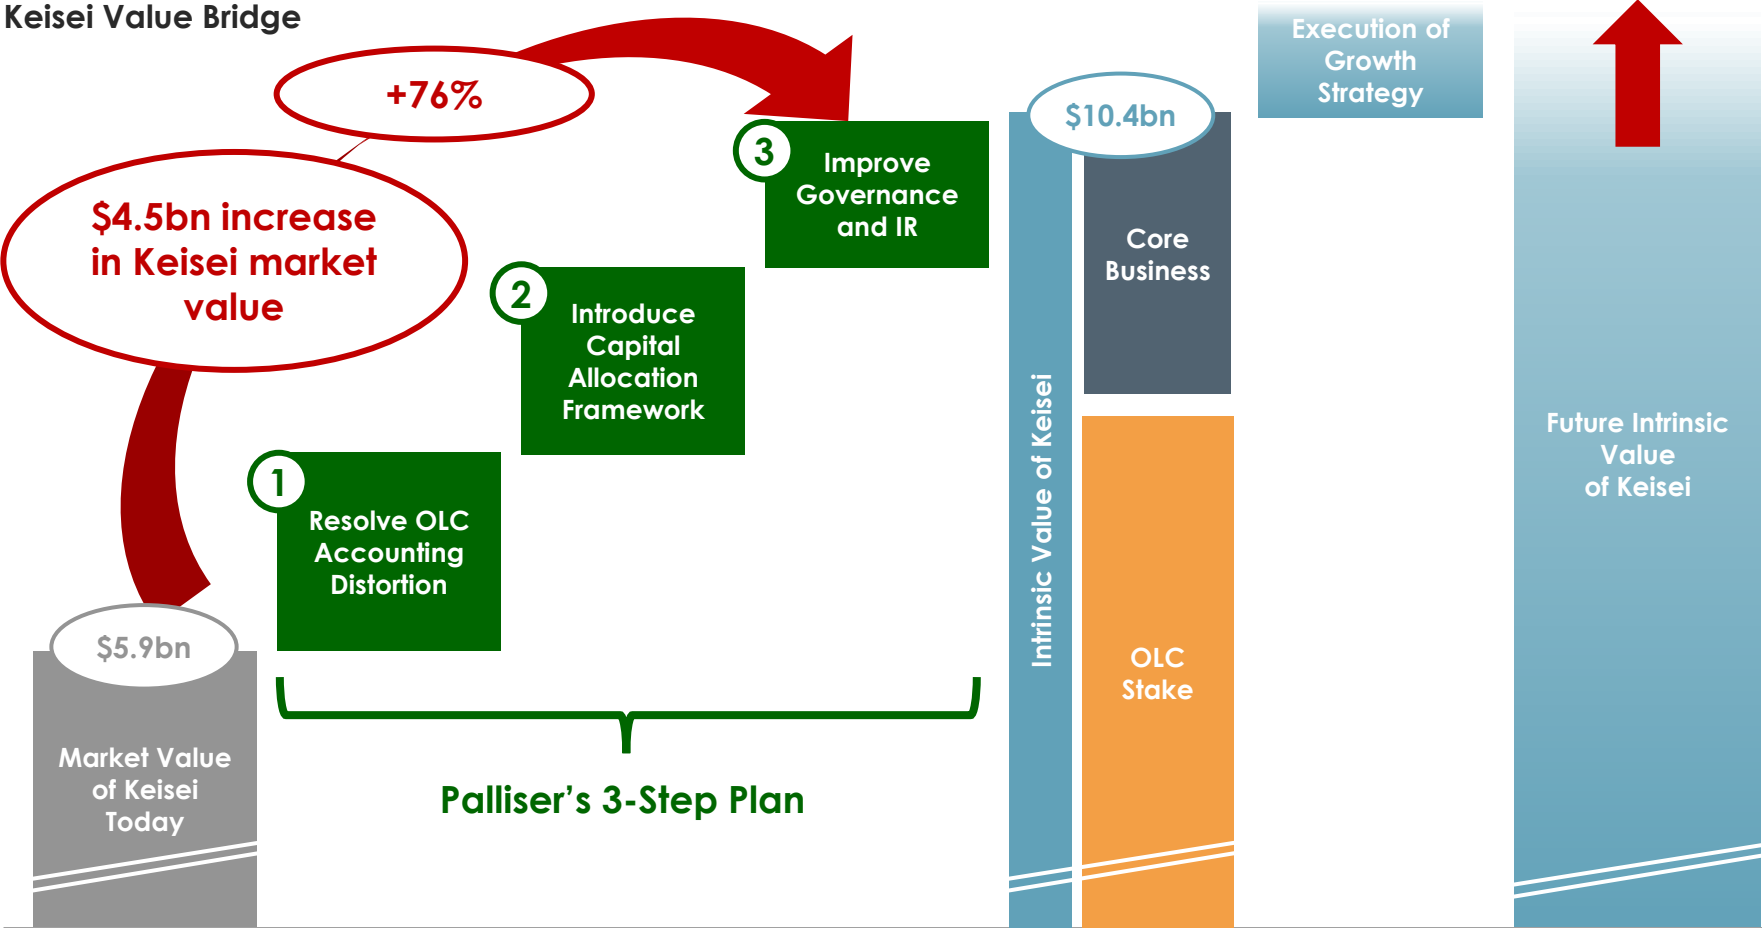 Keisei Value Bridge
+76%
$4.5bn increase
in Keisei market
value
$5.9bn
Market Value
of Keisei
Today
1
Resolve OLC
Accounting
Distortion
2
Introduce
Capital
Allocation
Framework
3
Improve
Governance
and IR
Palliser’s 3-Step Plan
$10.4bn
Intrinsic Value of Keisei
Core
Business
OLC
Stake
Execution of
Growth
Strategy
Future Intrinsic
Value
of Keisei